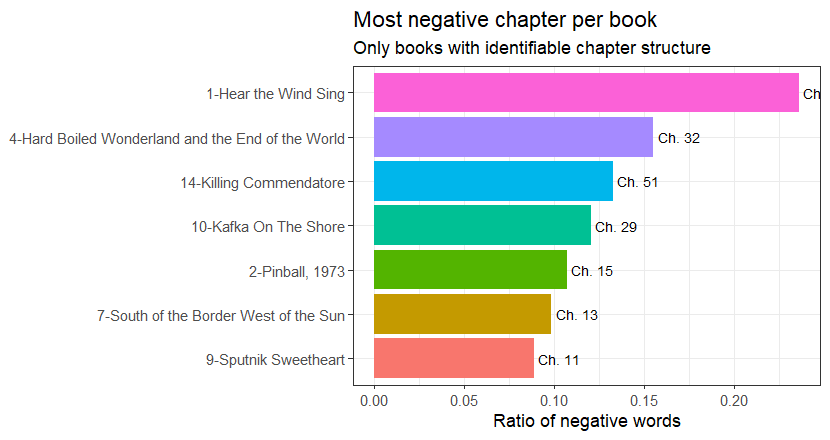 Most negative chapter per book
Only books with identifiable chapter structure
1-Hear the Wind Sing Ch
4-Hard Boiled Wonderland and the End of the World Ch. 32
14-Killing Commendatore Ch. 51
10-Kafka On The Shore Ch. 29
2-Pinball, 1973 Ch. 15
7-South of the Border West of the Sun Ch. 13
9-Sputnik Sweetheart Ch. 11
0.00 0.05 0.10 0.15 0.20
Ratio of negative words